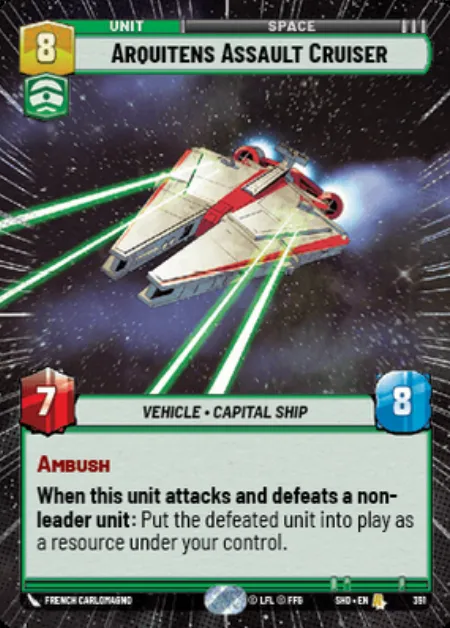 UNIT
SPACE
8
ARQUITENS ASSAULT CRUISER
7
VEHICLE • CAPITAL SHIP
8
AMBUSH
When this unit attacks and defeats a non-
leader unit: Put the defeated unit into play as
a resource under your control.
FRENCH CARLOMAGNO
© LFL © FFG
SHD • EN
391